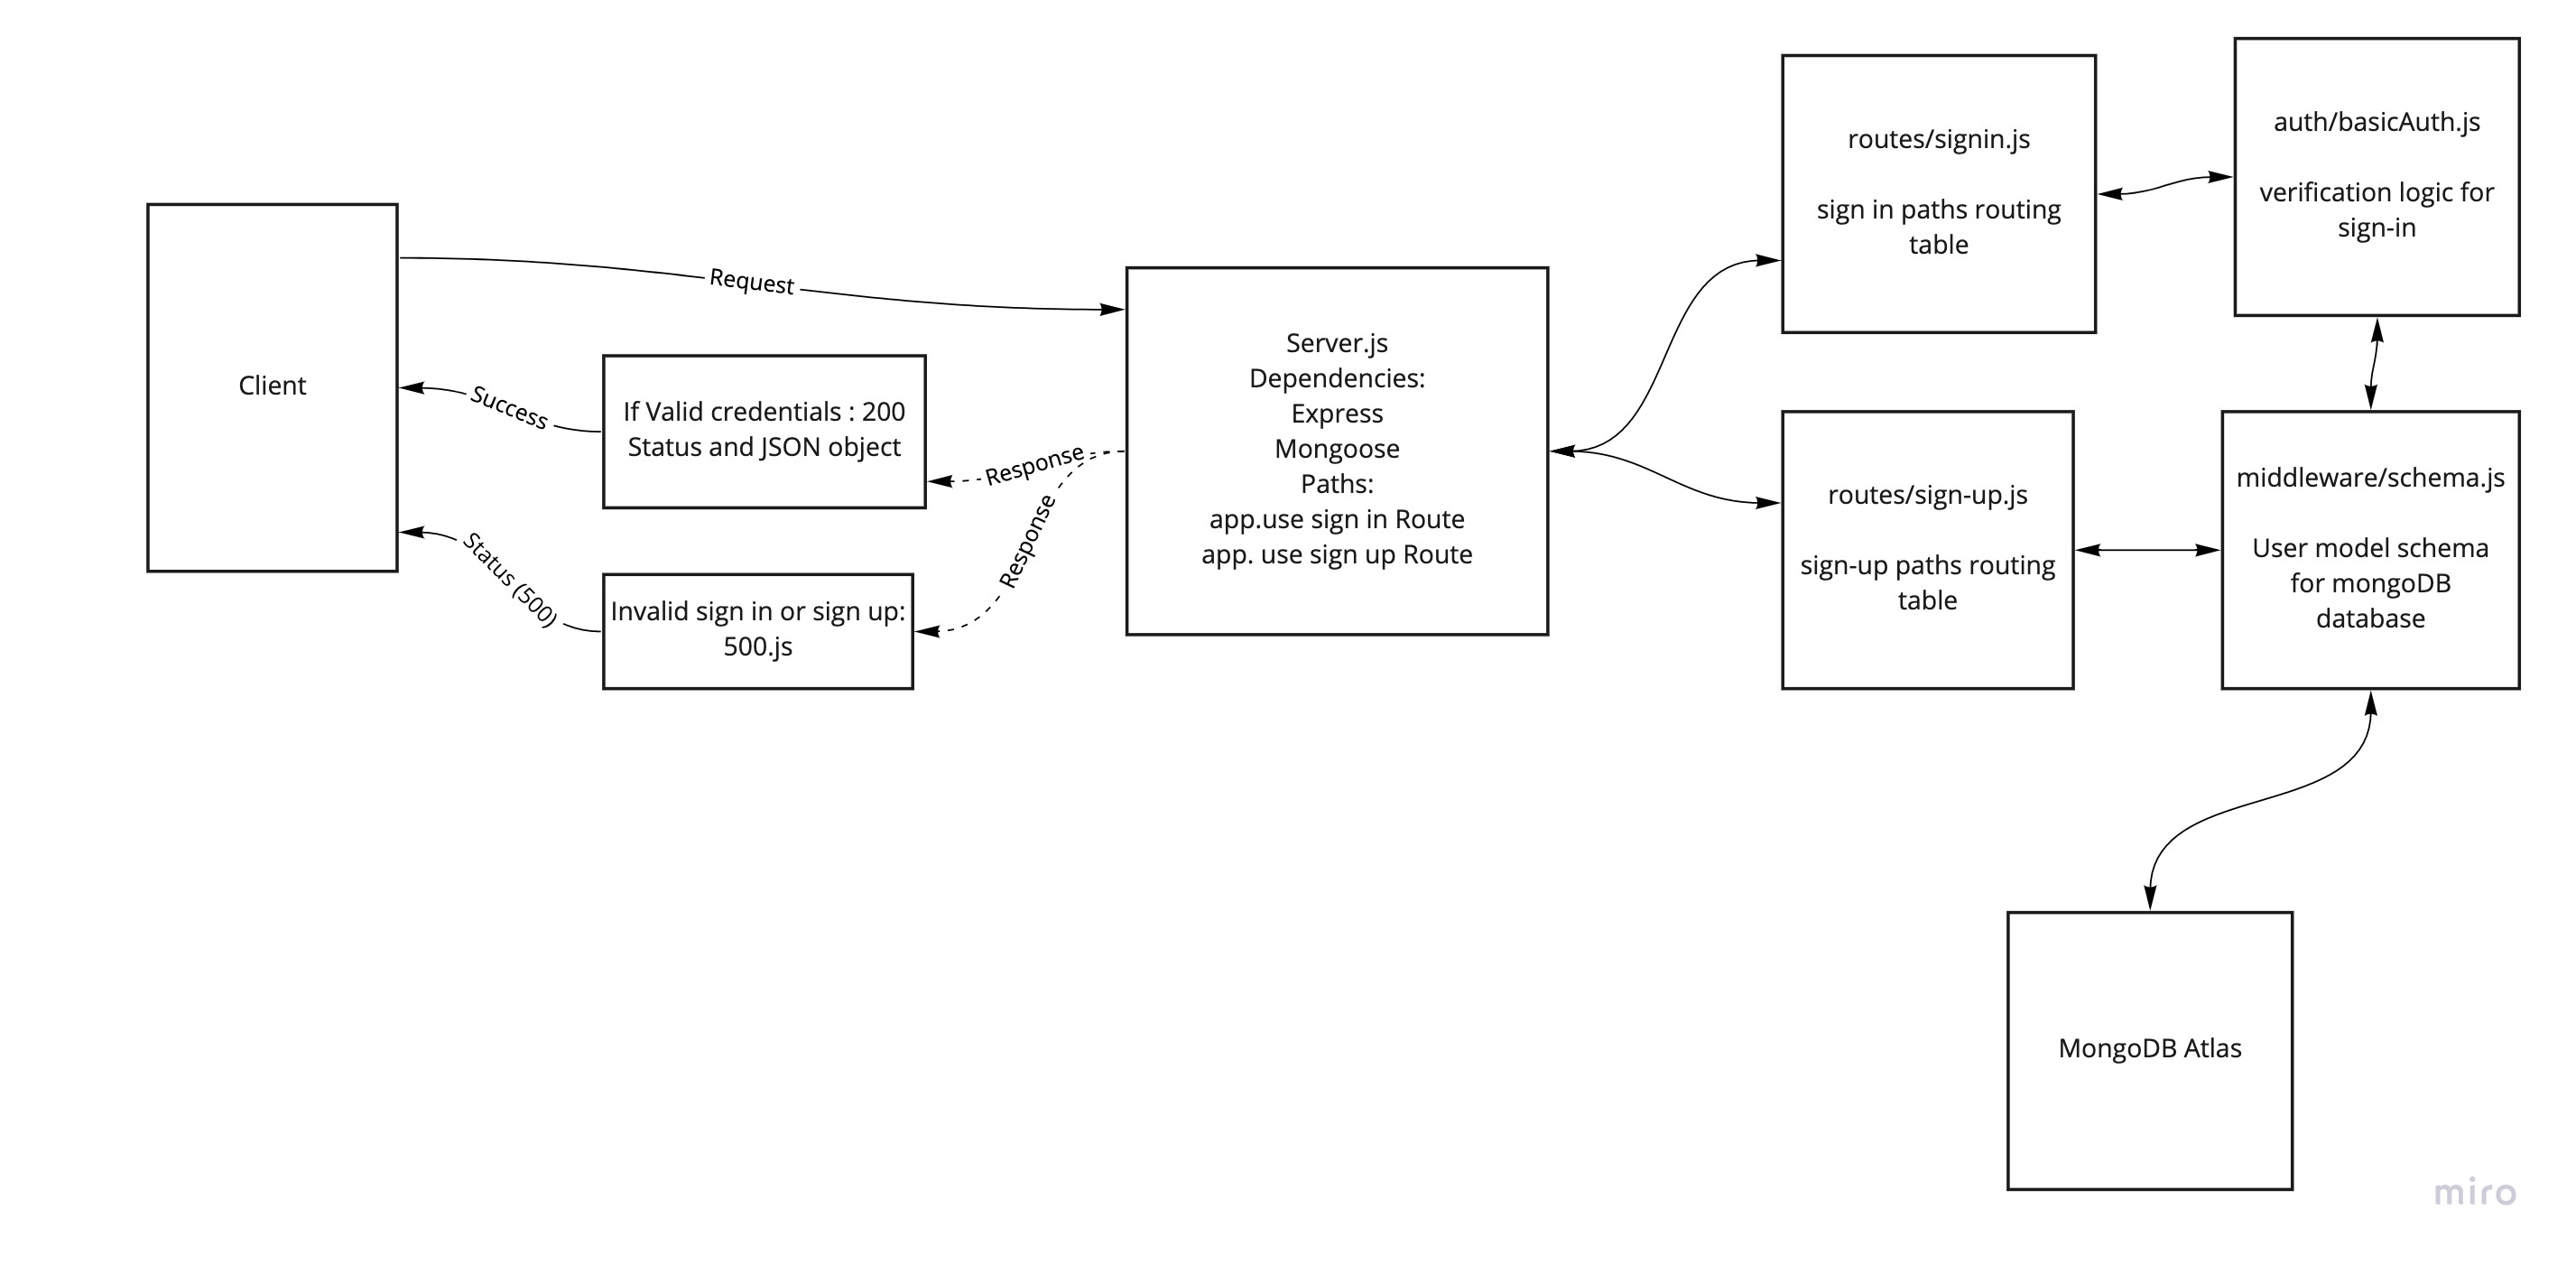 Client
Request
Success
Status (500)
If Valid credentials : 200
Status and JSON object
Invalid sign in or sign up:
500.js
Response
Response
Server.js
Dependencies:
Express
Mongoose
Paths:
app.use sign in Route
app. use sign up Route
routes/signin.js
sign in paths routing
table
auth/basicAuth.js
verification logic for
sign-in
routes/sign-up.js
sign-up paths routing
table
middleware/schema.js
User model schema
for mongoDB
database
MongoDB Atlas
miro